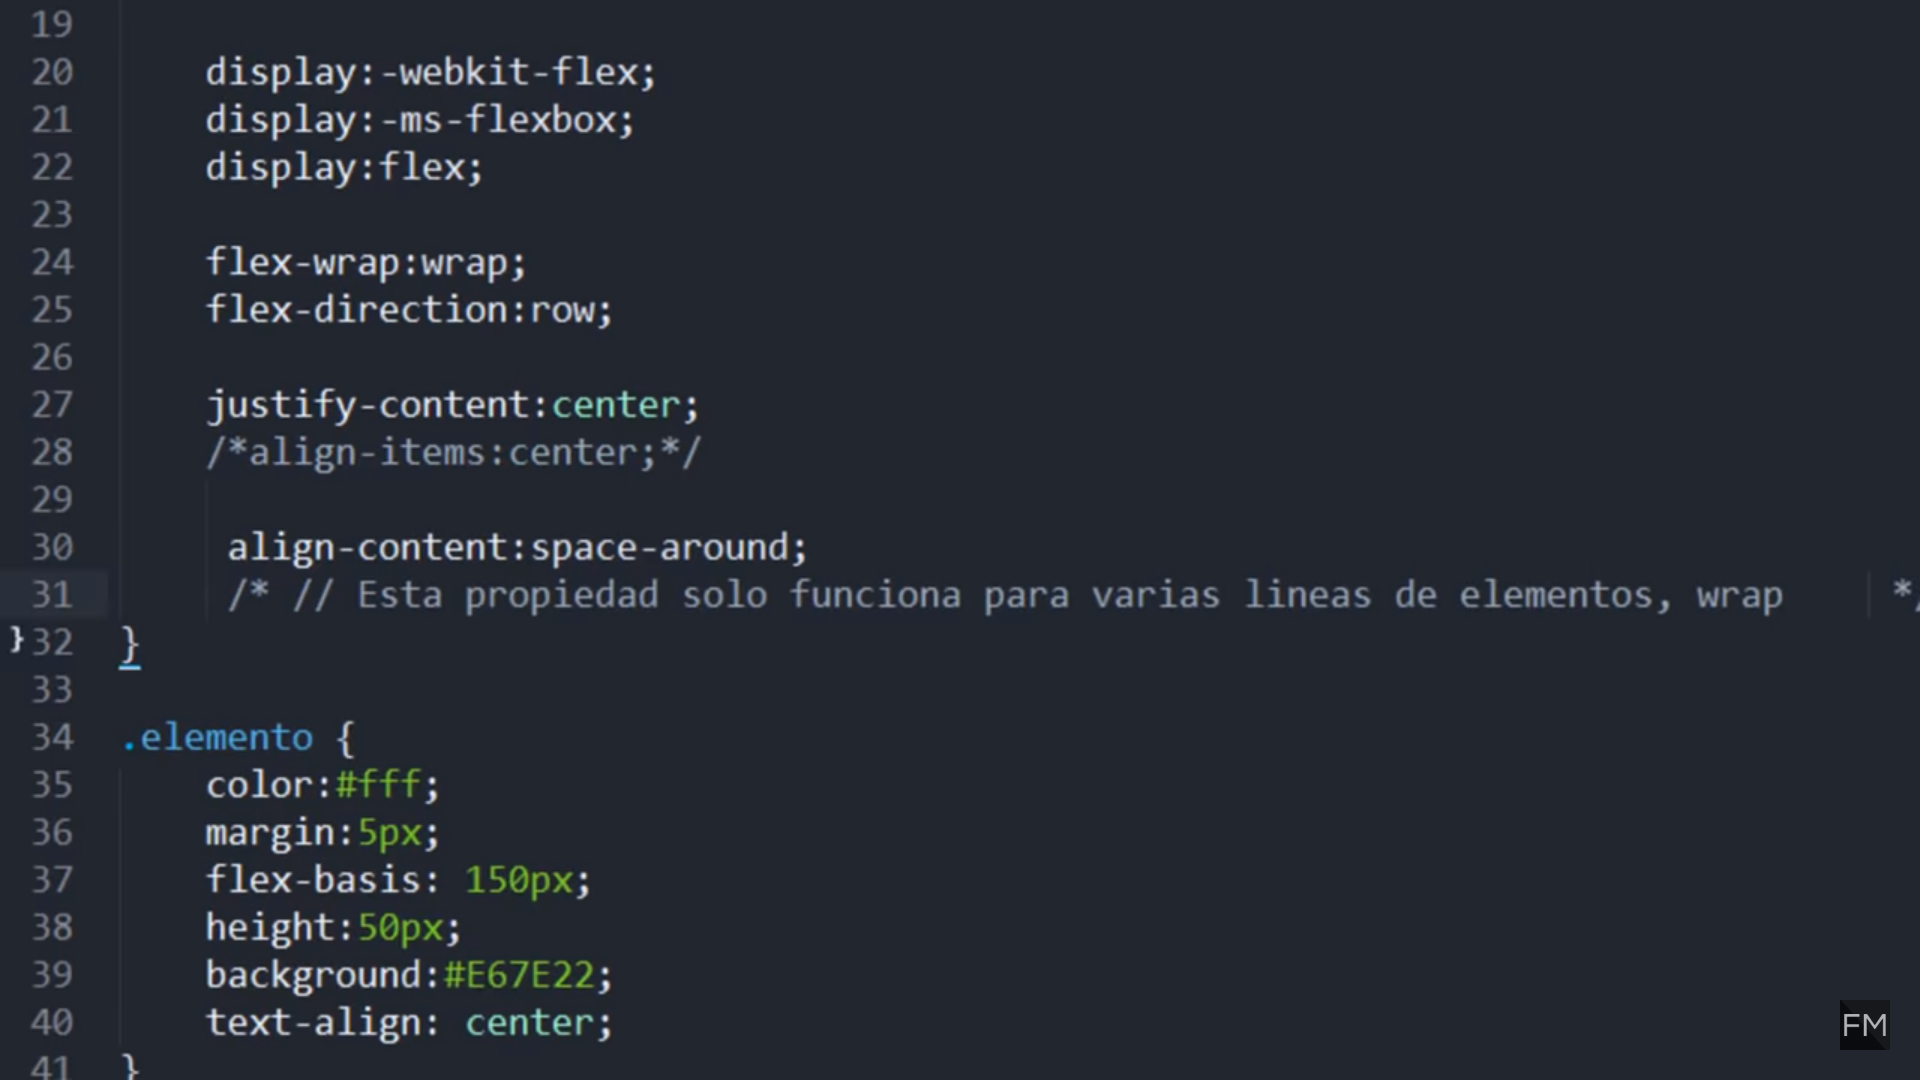 19
20 display:-webkit-flex;
21 display:-ms-flexbox;
22 display:flex;
23
24 flex-wrap:wrap;
25 flex-direction:row;
26
27 justify-content:center;
28 /*align-items:center;*/
29
30 align-content:space-around;
31 /* // Esta propiedad solo funciona para varias lineas de elementos, wrap */
} 32 }
33
34 .elemento {
35 color:#fff;
36 margin:5px;
37 flex-basis: 150px;
38 height:50px;
39 background:#E67E22;
40 text-align: center;
41 }
FM